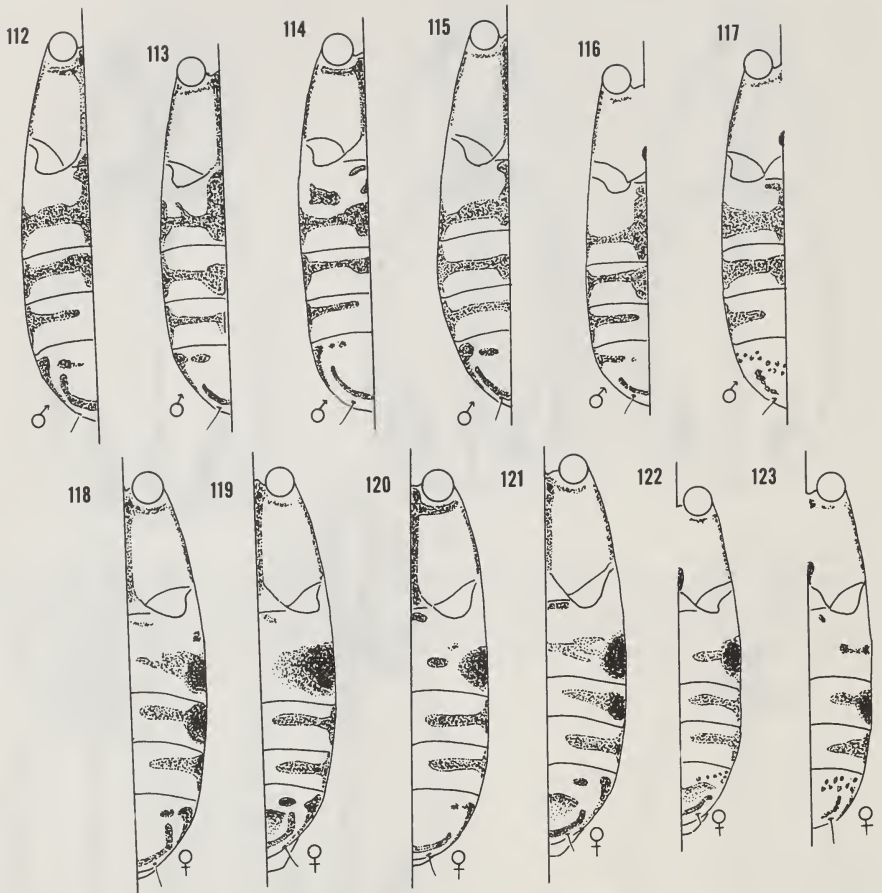 112 113 114 115 116 117
♂ ♂ ♂ ♂ ♂ ♂
118 119 120 121 122 123
♀ ♀ ♀ ♀ ♀ ♀